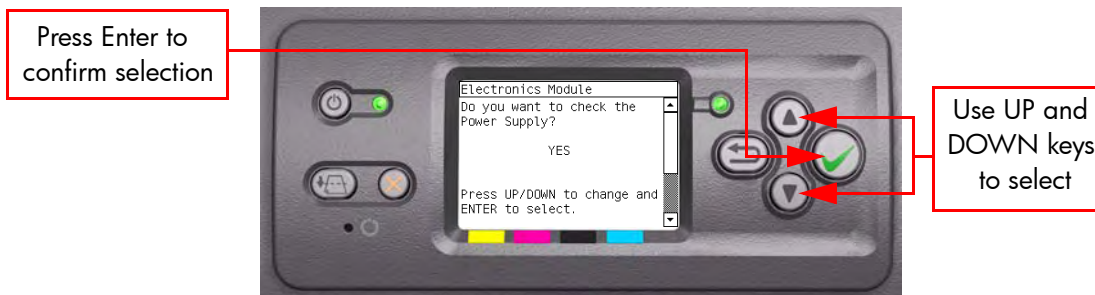 Press Enter to
confirm selection
Electronics Module
Do you want to check the
Power Supply?
YES
Press UP/DOWN to change and
ENTER to select.
Use UP and
DOWN keys
to select